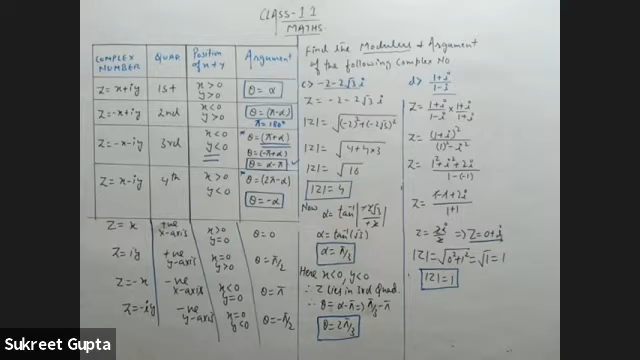 CLASS-11
MATHS
COMPLEX NUMBER | QUAD | Position of x & y | Argument
Z = x+iy | 1st | x>0 y>0 | θ = α
Z = -x+iy | 2nd | x<0 y>0 | θ = (π-α) π = 180°
Z = -x-iy | 3rd | x<0 y<0 | θ = (π+α) θ = (-π+α) θ = α-π
Z = x-iy | 4th | x>0 y<0 | θ = (2π-α) θ = -α
Z = x | +ve x-axis | x>0 y=0 | θ = 0
Z = iy | +ve y-axis | x=0 y>0 | θ = π/2
Z = -x | -ve x-axis | x<0 y=0 | θ = π
Z = -iy | -ve y-axis | x=0 y<0 | θ = -π/2
Find the Modulus & Argument
of the following Complex No
c> -2-2√3 i
Z = -2-2√3 i
|Z| = √(-2)²+(-2√3)²
|Z| = √4+4×3
|Z| = √16
|Z| = 4
Now α = tan⁻¹ |-2√3/-2|
α = tan⁻¹(√3)
α = π/3
Here x<0, y<0
∴ Z lies in 3rd Quad.
∴ θ = α-π => π/3-π
θ = 2π/3
d> 1+i/1-i
Z = 1+i/1-i × 1+i/1+i
Z = (1+i)²/(1)²-i²
Z = 1²+i²+2i/1-(-1)
Z = 1-1+2i/1+1
Z = 2i/2 => Z = 0+i
|Z| = √0²+1² = √1 = 1
|Z| = 1
Sukreet Gupta